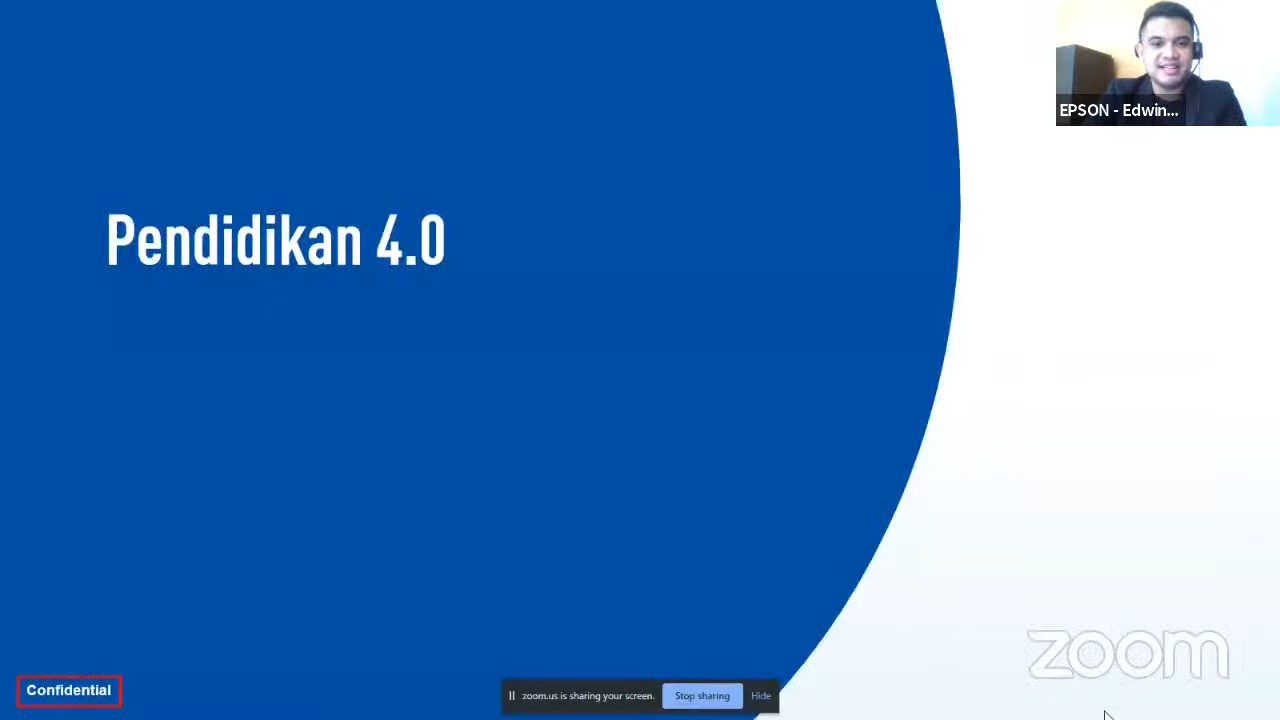 EPSON - Edwin...
Pendidikan 4.0
zoom
Confidential
zoom.us is sharing your screen. Stop sharing Hide